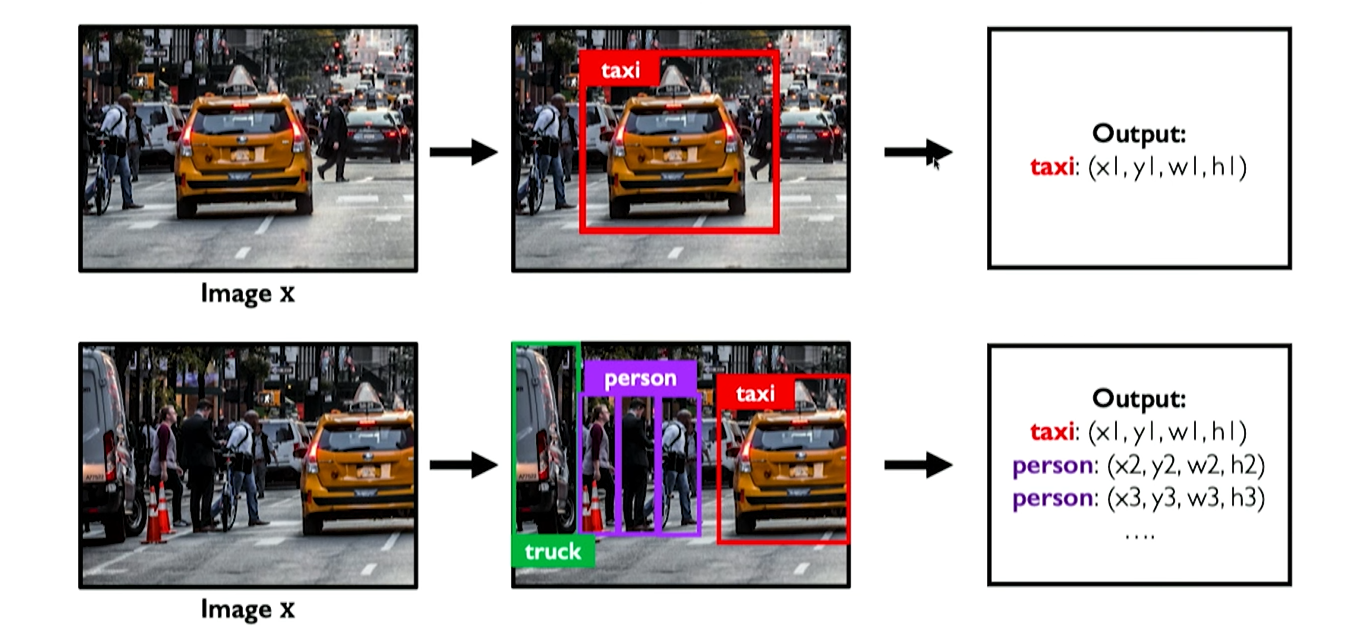 taxi
Output:
taxi: (x1, y1, w1, h1)
Image x
person
taxi
truck
Output:
taxi: (x1, y1, w1, h1)
person: (x2, y2, w2, h2)
person: (x3, y3, w3, h3)
....
Image x